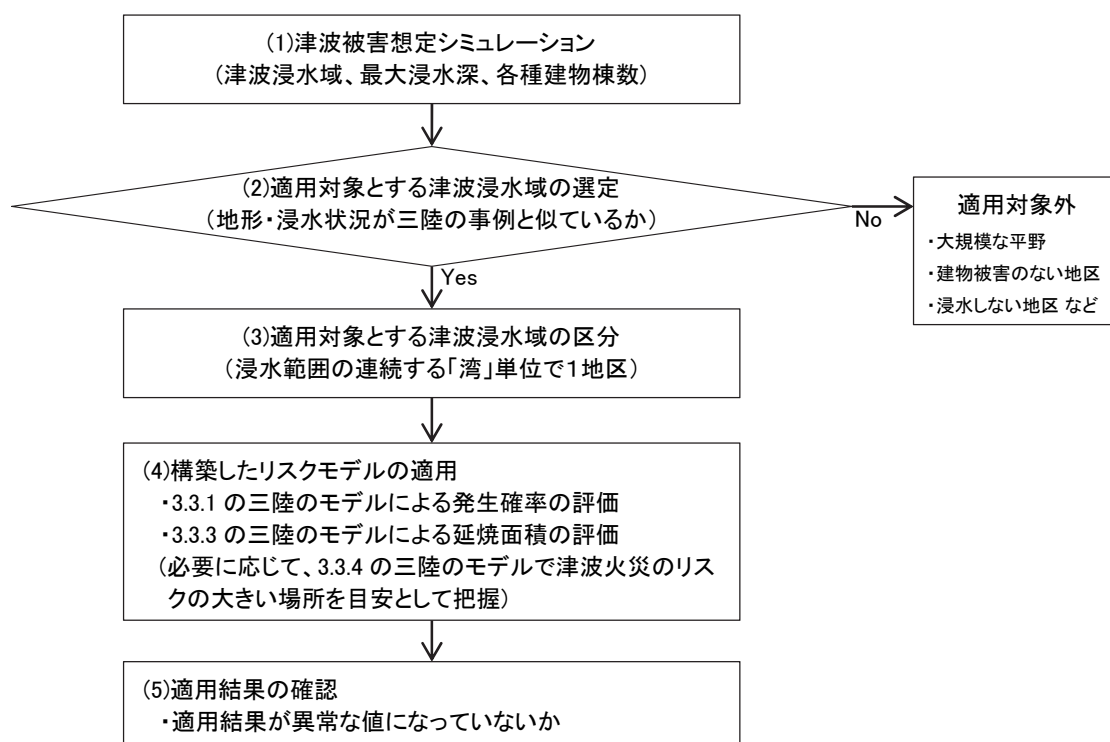 (1)津波被害想定シミュレーション
(津波浸水域、最大浸水深、各種建物棟数)
(2)適用対象とする津波浸水域の選定
(地形・浸水状況が三陸の事例と似ているか)
No
適用対象外
・大規模な平野
・建物被害のない地区
・浸水しない地区 など
Yes
(3)適用対象とする津波浸水域の区分
(浸水範囲の連続する「湾」単位で1地区)
(4)構築したリスクモデルの適用
・3.3.1 の三陸のモデルによる発生確率の評価
・3.3.3 の三陸のモデルによる延焼面積の評価
(必要に応じて、3.3.4 の三陸のモデルで津波火災のリス
クの大きい場所を目安として把握)
(5)適用結果の確認
・適用結果が異常な値になっていないか